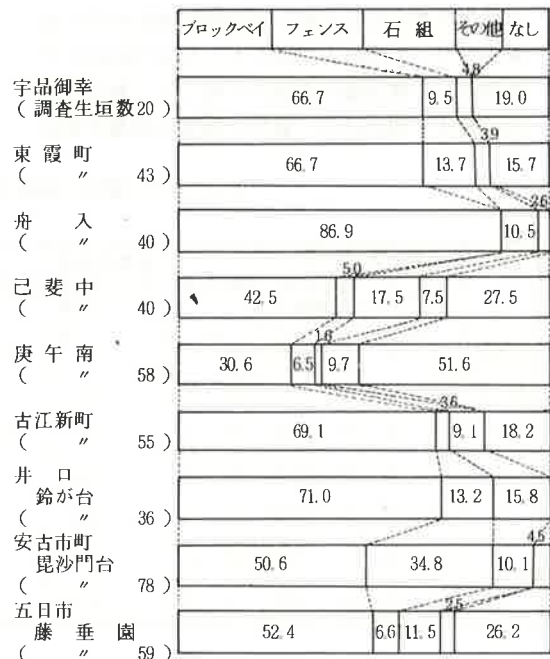 ブロックベイ フェンス 石組 その他 なし
4.8
宇品御幸
(調査生垣数20)
66.7 9.5 19.0
3.9
東霞町
( 〃 43)
66.7 13.7 15.7
2.6
舟入
( 〃 40)
86.9 10.5
5.0
己斐中
( 〃 40)
42.5 17.5 7.5 27.5
1.6
庚午南
( 〃 58)
30.6 6.5 9.7 51.6
3.6
古江新町
( 〃 55)
69.1 9.1 18.2
井口
鈴が台
( 〃 36)
71.0 13.2 15.8
4.5
安古市町
毘沙門台
( 〃 78)
50.6 34.8 10.1
2.5
五日市
藤垂園
( 〃 59)
52.4 6.6 11.5 26.2